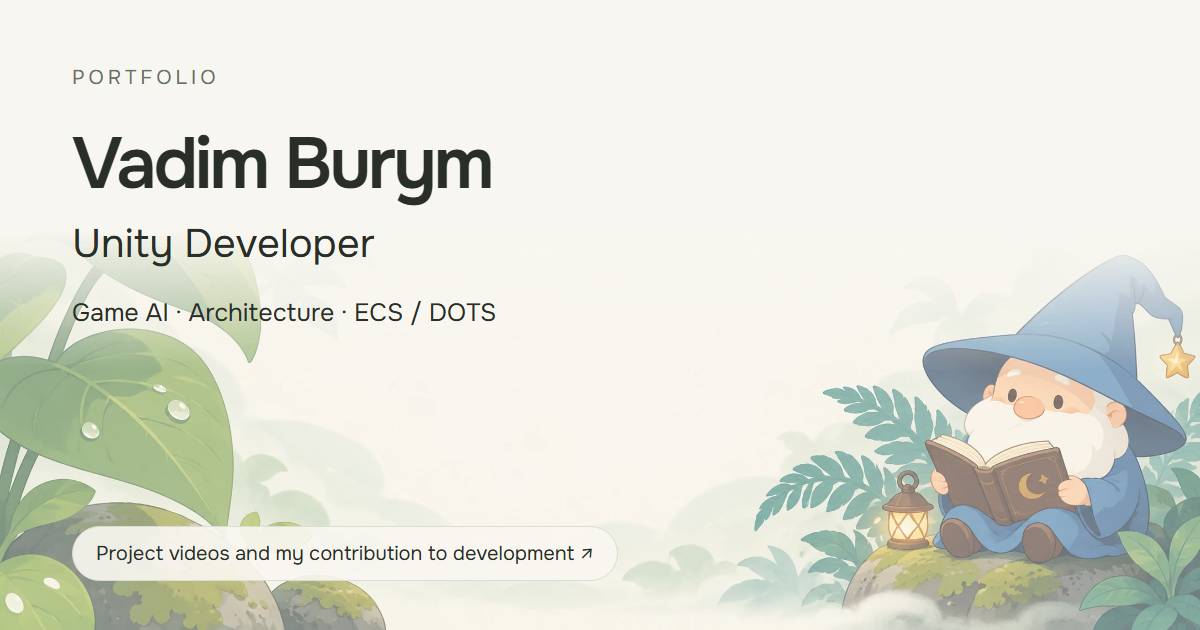 PORTFOLIO
Vadim Burym
Unity Developer
Game AI · Architecture · ECS / DOTS
Project videos and my contribution to development ↗